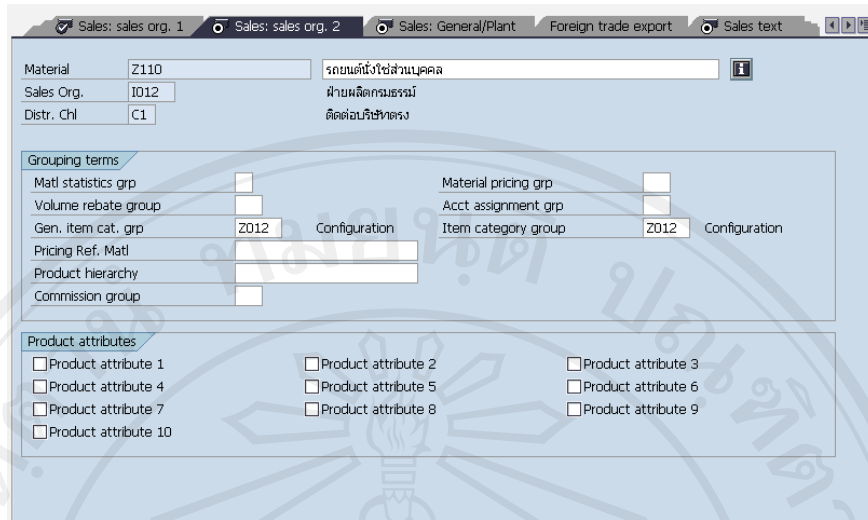 Sales: sales org. 1 Sales: sales org. 2 Sales: General/Plant Foreign trade export Sales text
Material Z110 รถยนต์นั่งใช้ส่วนบุคคล
Sales Org. I012 ฝ่ายผลิตกรมธรรม์
Distr. Chl C1 ติดต่อบริษัทตรง
Grouping terms
Matl statistics grp Material pricing grp
Volume rebate group Acct assignment grp
Gen. item cat. grp Z012 Configuration Item category group Z012 Configuration
Pricing Ref. Matl
Product hierarchy
Commission group
Product attributes
Product attribute 1 Product attribute 2 Product attribute 3
Product attribute 4 Product attribute 5 Product attribute 6
Product attribute 7 Product attribute 8 Product attribute 9
Product attribute 10